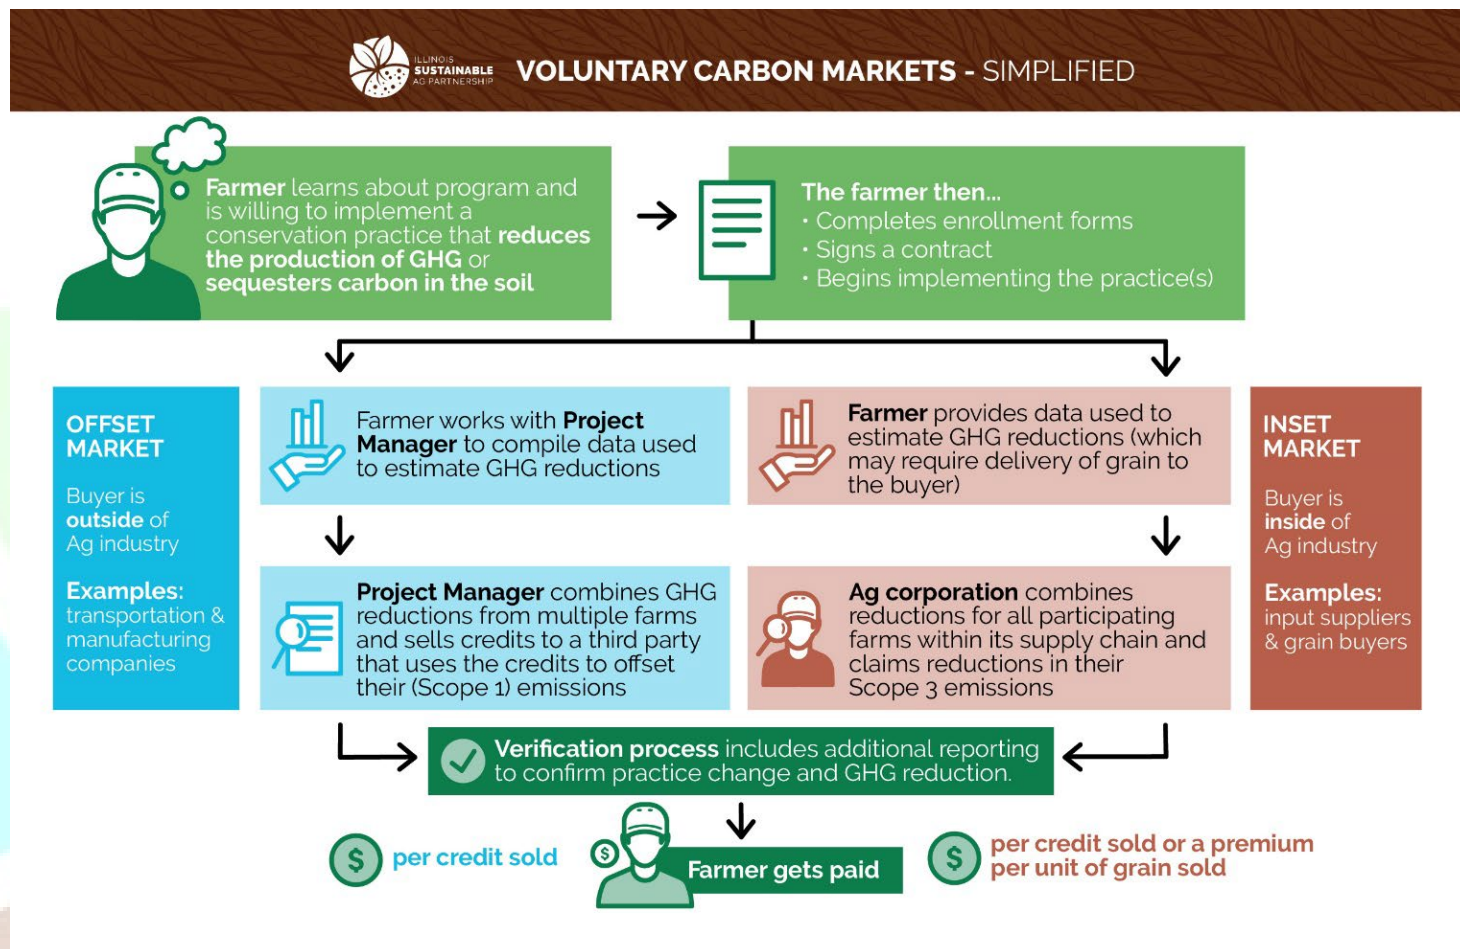 ILLINOIS
SUSTAINABLE
AG PARTNERSHIP
VOLUNTARY CARBON MARKETS - SIMPLIFIED
Farmer learns about program and
is willing to implement a
conservation practice that reduces
the production of GHG or
sequesters carbon in the soil
The farmer then...
• Completes enrollment forms
• Signs a contract
• Begins implementing the practice(s)
OFFSET
MARKET
Buyer is
outside of
Ag industry
Examples:
transportation &
manufacturing
companies
Farmer works with Project
Manager to compile data used
to estimate GHG reductions
Project Manager combines GHG
reductions from multiple farms
and sells credits to a third party
that uses the credits to offset
their (Scope 1) emissions
Farmer provides data used to
estimate GHG reductions (which
may require delivery of grain to
the buyer)
Ag corporation combines
reductions for all participating
farms within its supply chain and
claims reductions in their
Scope 3 emissions
INSET
MARKET
Buyer is
inside of
Ag industry
Examples:
input suppliers
& grain buyers
Verification process includes additional reporting
to confirm practice change and GHG reduction.
$
per credit sold
$
Farmer gets paid
$
per credit sold or a premium
per unit of grain sold